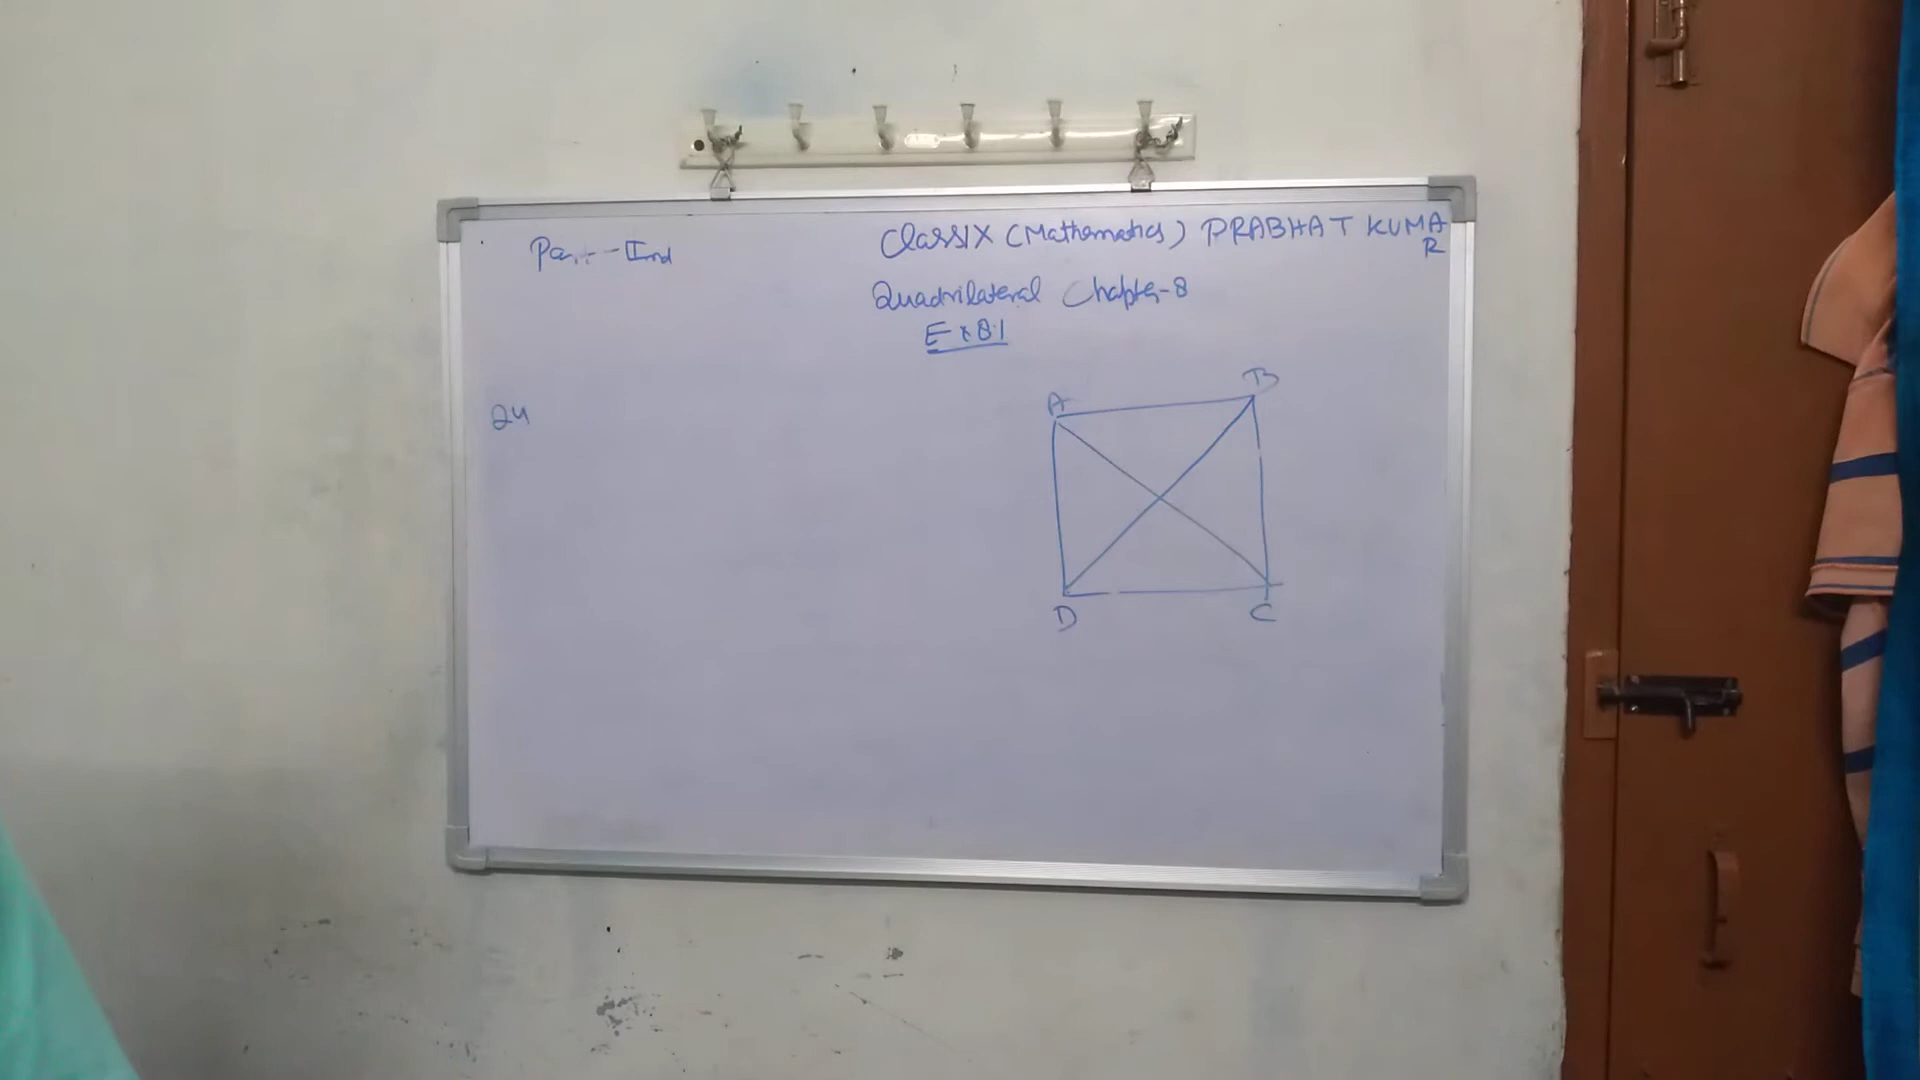 Part-IInd
Class IX (Mathematics) PRABHAT KUMAR
Quadrilateral Chapter-8
Ex 8.1
Q4
A
B
D
C